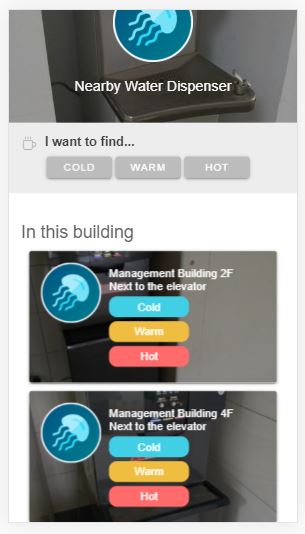 Nearby Water Dispenser
I want to find...
COLD WARM HOT
In this building
Management Building 2F
Next to the elevator
Cold
Warm
Hot
Management Building 4F
Next to the elevator
Cold
Warm
Hot